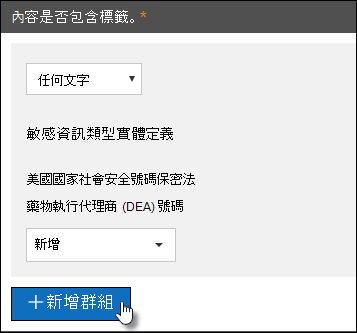 內容是否包含標籤。*
任何文字
敏感資訊類型實體定義
美國國家社會安全號碼保密法
藥物執行代理商 (DEA) 號碼
新增
＋新增群組